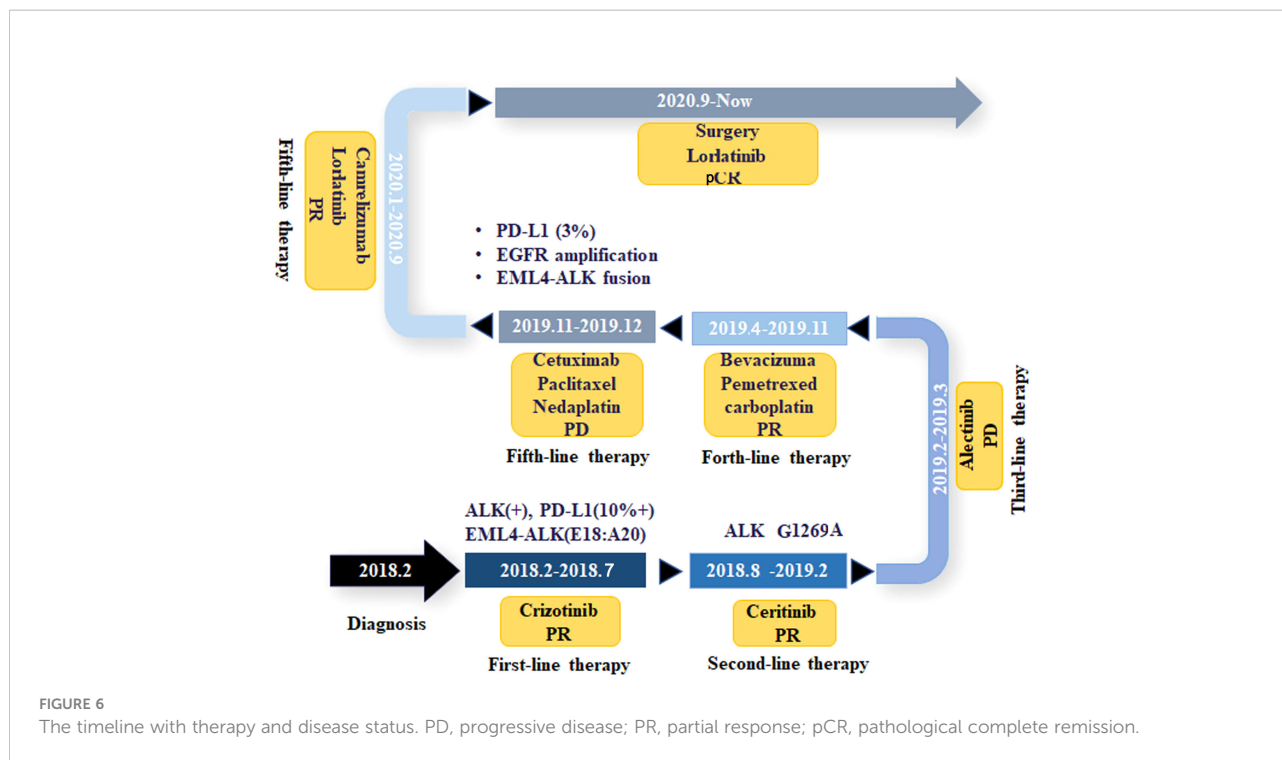 2018.2
Diagnosis
ALK(+), PD-L1(10%+)
EML4-ALK(E18:A20)
2018.2-2018.7
Crizotinib
PR
First-line therapy
ALK G1269A
2018.8 -2019.2
Ceritinib
PR
Second-line therapy
2019.2-2019.3
Alectinib
PD
Third-line therapy
2019.4-2019.11
Bevacizuma
Pemetrexed
carboplatin
PR
Forth-line therapy
• PD-L1 (3%)
• EGFR amplification
• EML4-ALK fusion
2019.11-2019.12
Cetuximab
Paclitaxel
Nedaplatin
PD
Fifth-line therapy
2020.1-2020.9
Camrelizumab
Lorlatinib
PR
Fifth-line therapy
2020.9-Now
Surgery
Lorlatinib
pCR
FIGURE 6
The timeline with therapy and disease status. PD, progressive disease; PR, partial response; pCR, pathological complete remission.